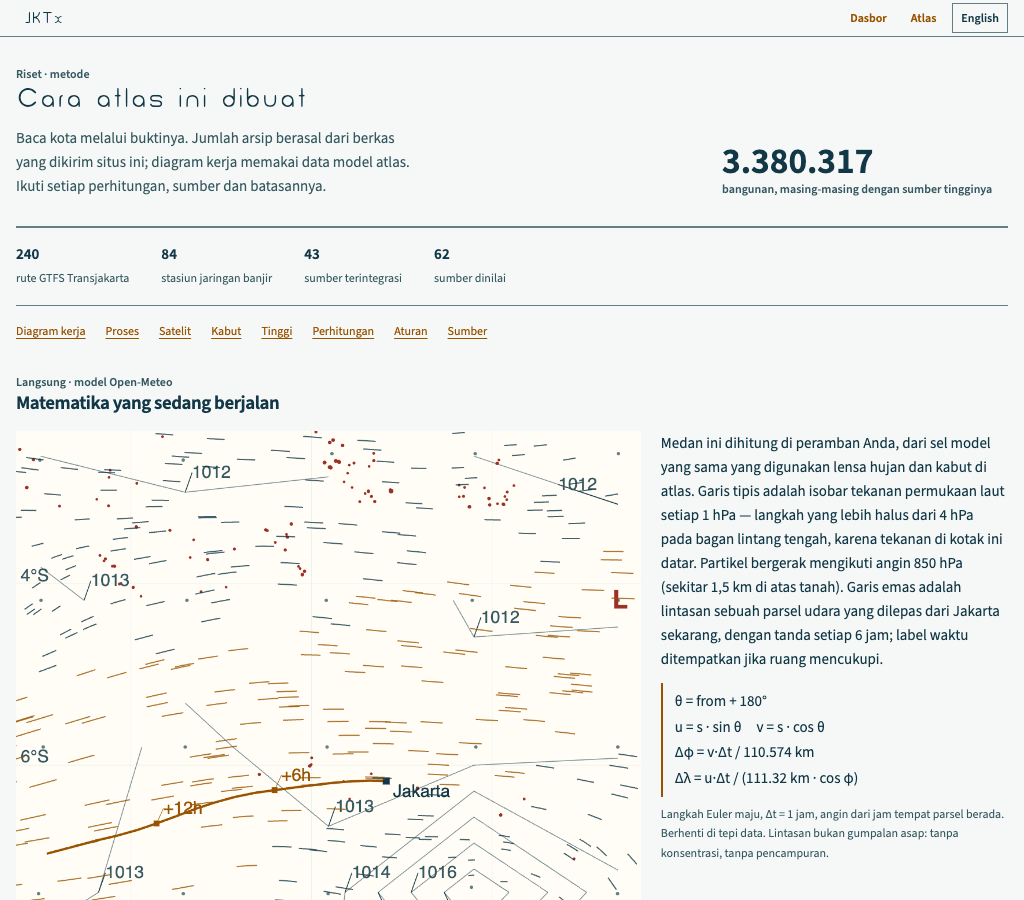 JKTx
Dasbor Atlas English
Riset · metode
Cara atlas ini dibuat
Baca kota melalui buktinya. Jumlah arsip berasal dari berkas
yang dikirim situs ini; diagram kerja memakai data model atlas.
Ikuti setiap perhitungan, sumber dan batasannya.
3.380.317
bangunan, masing-masing dengan sumber tingginya
240 84 43 62
rute GTFS Transjakarta stasiun jaringan banjir sumber terintegrasi sumber dinilai
Diagram kerja Proses Satelit Kabut Tinggi Perhitungan Aturan Sumber
Langsung · model Open-Meteo
Matematika yang sedang berjalan
1012
1012
4°S
1013
1012
L
6°S
+6h
Jakarta
+12h
1013
1013
1014
1016
Medan ini dihitung di peramban Anda, dari sel model
yang sama yang digunakan lensa hujan dan kabut di
atlas. Garis tipis adalah isobar tekanan permukaan laut
setiap 1 hPa — langkah yang lebih halus dari 4 hPa
pada bagan lintang tengah, karena tekanan di kotak ini
datar. Partikel bergerak mengikuti angin 850 hPa
(sekitar 1,5 km di atas tanah). Garis emas adalah
lintasan sebuah parsel udara yang dilepas dari Jakarta
sekarang, dengan tanda setiap 6 jam; label waktu
ditempatkan jika ruang mencukupi.
θ = from + 180°
u = s · sin θ v = s · cos θ
Δφ = v·Δt / 110.574 km
Δλ = u·Δt / (111.32 km · cos φ)
Langkah Euler maju, Δt = 1 jam, angin dari jam tempat parsel berada.
Berhenti di tepi data. Lintasan bukan gumpalan asap: tanpa
konsentrasi, tanpa pencampuran.